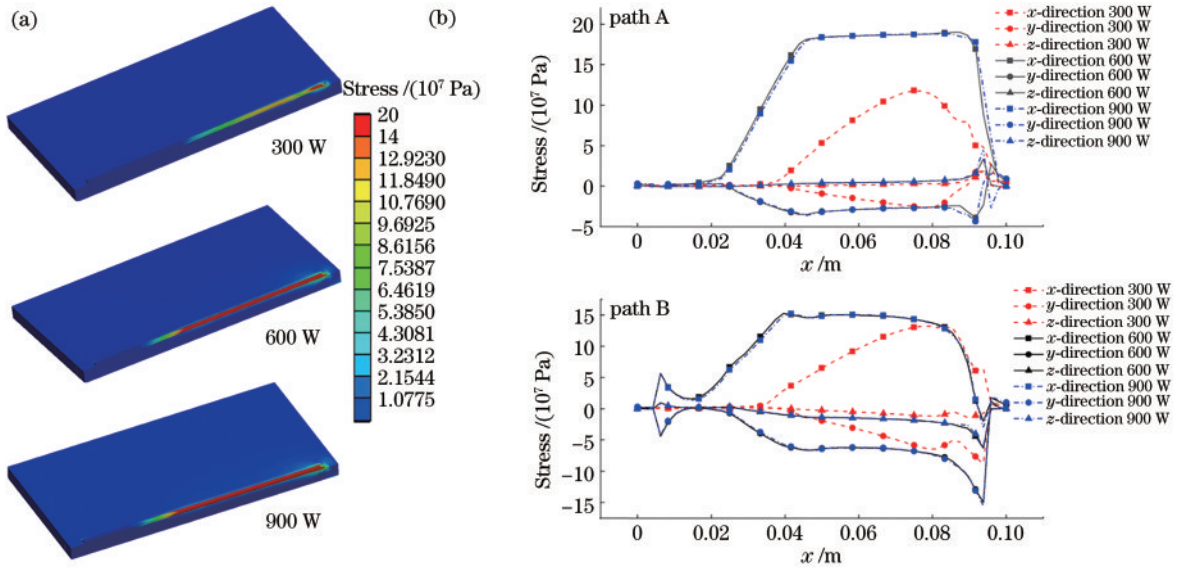 (a)
300 W
600 W
900 W
Stress /(10⁷ Pa)
20
14
12.9230
11.8490
10.7690
9.6925
8.6156
7.5387
6.4619
5.3850
4.3081
3.2312
2.1544
1.0775
(b)
path A
Stress /(10⁷ Pa)
20
15
10
5
0
−5
0
0.02
0.04
0.06
0.08
0.10
x /m
x-direction 300 W
y-direction 300 W
z-direction 300 W
x-direction 600 W
y-direction 600 W
z-direction 600 W
x-direction 900 W
y-direction 900 W
z-direction 900 W
path B
Stress /(10⁷ Pa)
15
10
5
0
−5
−10
−15
0
0.02
0.04
0.06
0.08
0.10
x /m
x-direction 300 W
y-direction 300 W
z-direction 300 W
x-direction 600 W
y-direction 600 W
z-direction 600 W
x-direction 900 W
y-direction 900 W
z-direction 900 W